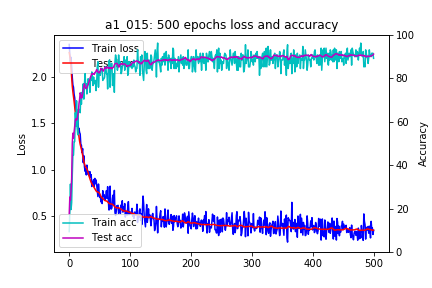 a1_015: 500 epochs loss and accuracy
Train loss
Test loss
Train acc
Test acc
Loss
2.0
1.5
1.0
0.5
Accuracy
100
80
60
40
20
0
0
100
200
300
400
500